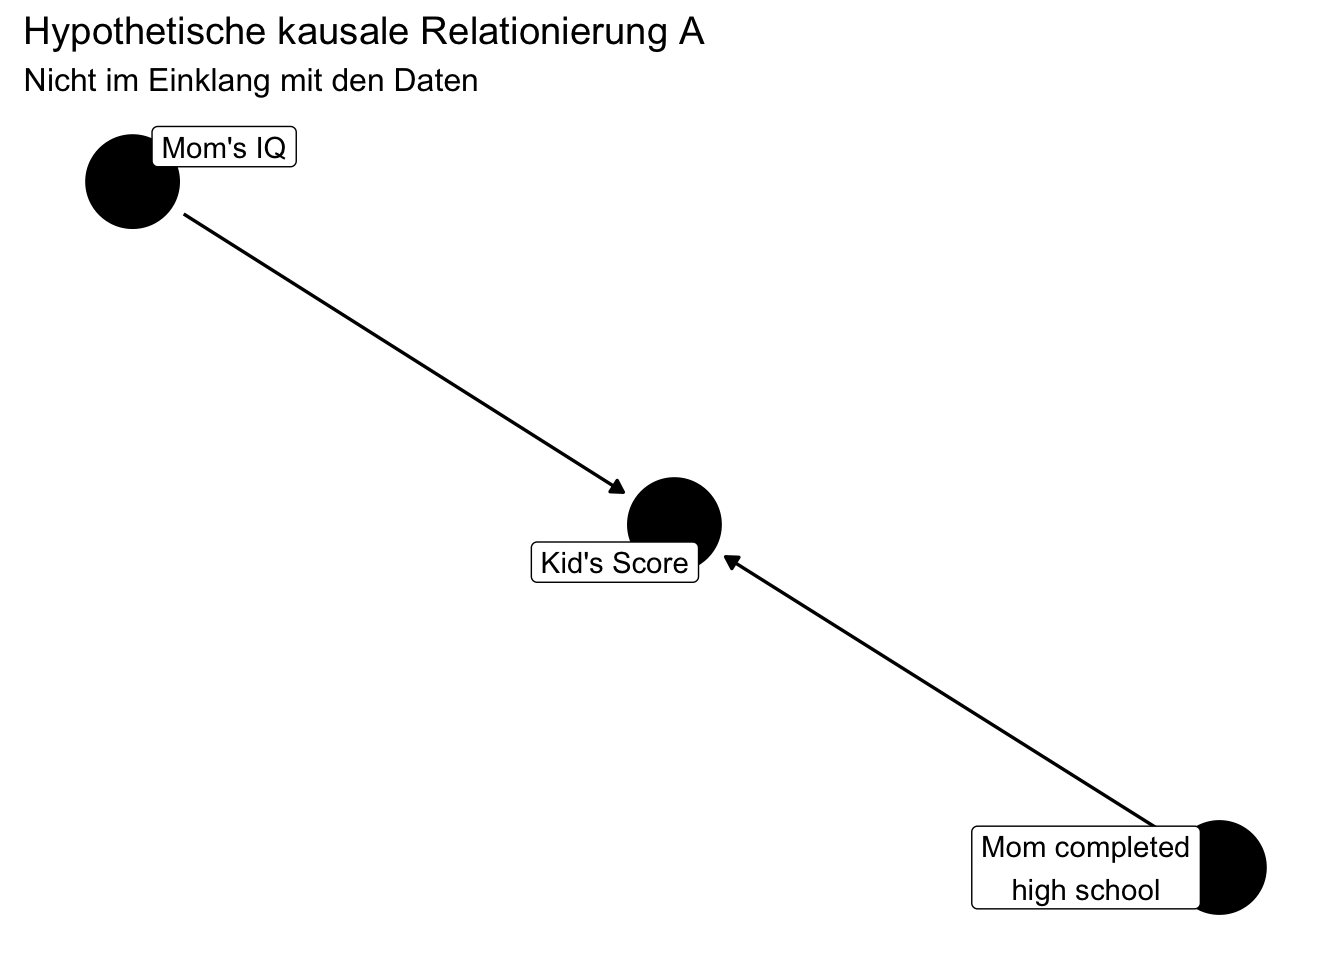 Hypothetische kausale Relationierung A
Nicht im Einklang mit den Daten
Mom's IQ
Kid's Score
Mom completed
high school